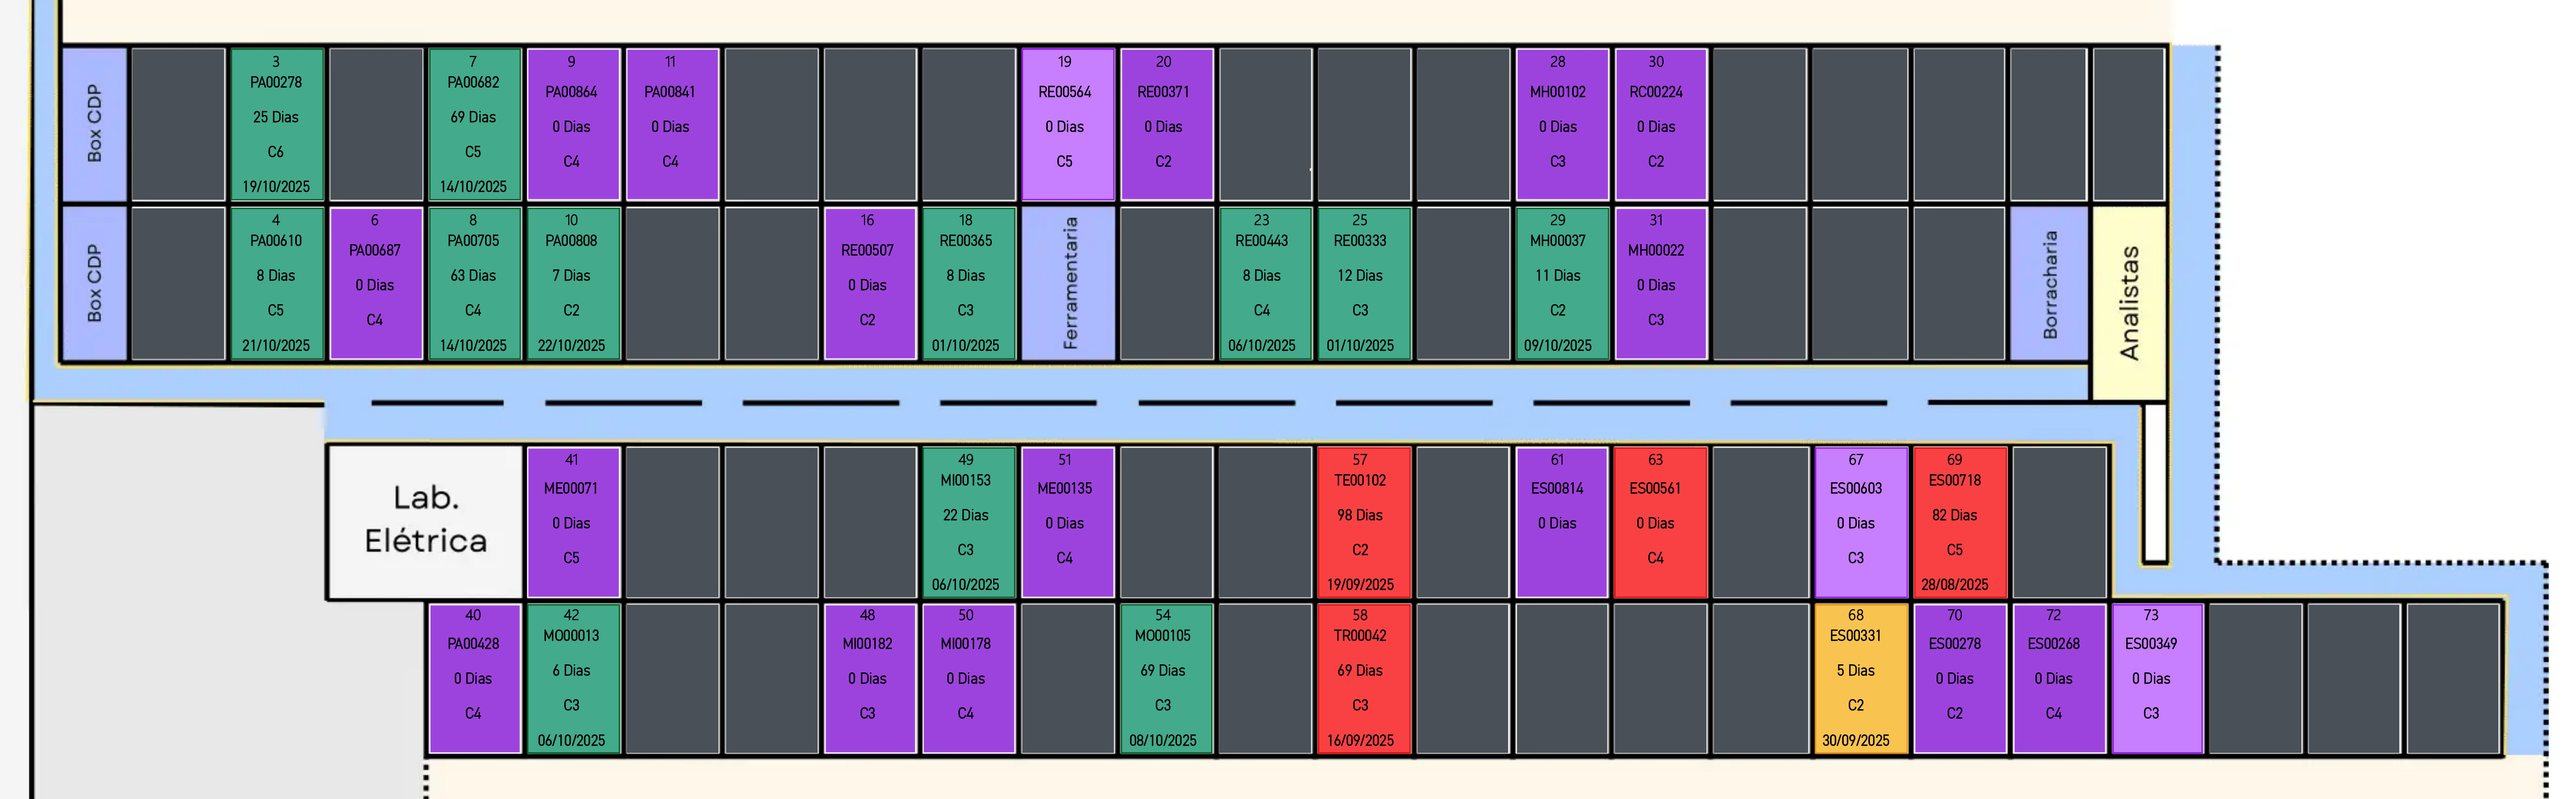 Box CDP
3
PA00278
25 Dias
C6
19/10/2025
7
PA00682
69 Dias
C5
14/10/2025
9
PA00864
0 Dias
C4
11
PA00841
0 Dias
C4
19
RE00564
0 Dias
C5
20
RE00371
0 Dias
C2
28
MH00102
0 Dias
C3
30
RC00224
0 Dias
C2
Box CDP
4
PA00610
8 Dias
C5
21/10/2025
6
PA00687
0 Dias
C4
8
PA00705
63 Dias
C4
14/10/2025
10
PA00808
7 Dias
C2
22/10/2025
16
RE00507
0 Dias
C2
18
RE00365
8 Dias
C3
01/10/2025
Ferramentaria
23
RE00443
8 Dias
C4
06/10/2025
25
RE00333
12 Dias
C3
01/10/2025
29
MH00037
11 Dias
C2
09/10/2025
31
MH00022
0 Dias
C3
Borracharia
Analistas
Lab.
Elétrica
41
ME00071
0 Dias
C5
49
MI00153
22 Dias
C3
06/10/2025
51
ME00135
0 Dias
C4
57
TE00102
98 Dias
C2
19/09/2025
61
ES00814
0 Dias
63
ES00561
0 Dias
C4
67
ES00603
0 Dias
C3
69
ES00718
82 Dias
C5
28/08/2025
40
PA00428
0 Dias
C4
42
MO00013
6 Dias
C3
06/10/2025
48
MI00182
0 Dias
C3
50
MI00178
0 Dias
C4
54
MO00105
69 Dias
C3
08/10/2025
58
TR00042
69 Dias
C3
16/09/2025
68
ES00331
5 Dias
C2
30/09/2025
70
ES00278
0 Dias
C2
72
ES00268
0 Dias
C4
73
ES00349
0 Dias
C3